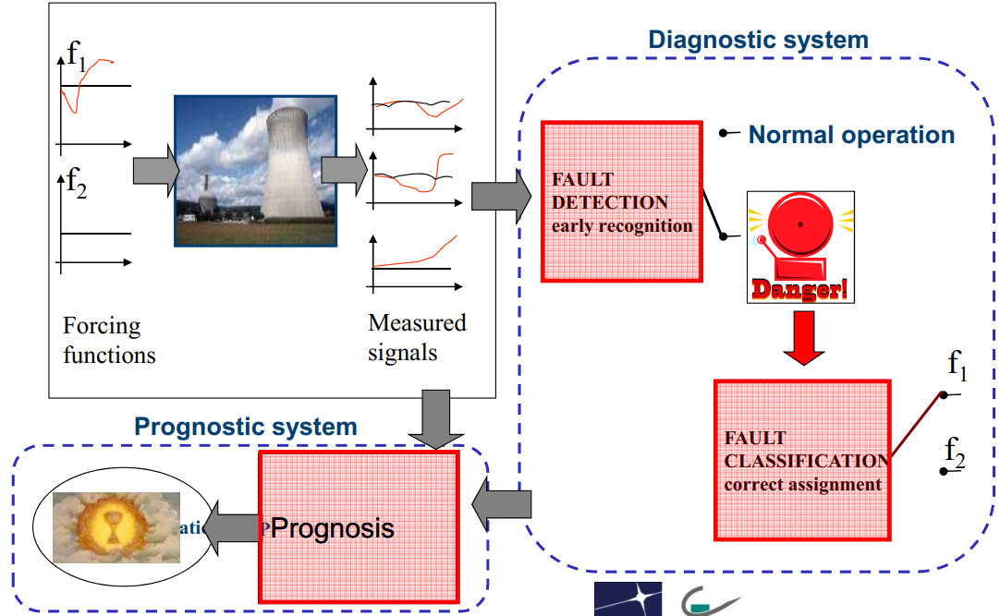 Diagnostic system
f1
f2
Forcing
functions
Measured
signals
FAULT
DETECTION
early recognition
Normal operation
Danger!
FAULT
CLASSIFICATION
correct assignment
f1
f2
Prognostic system
Prognosis